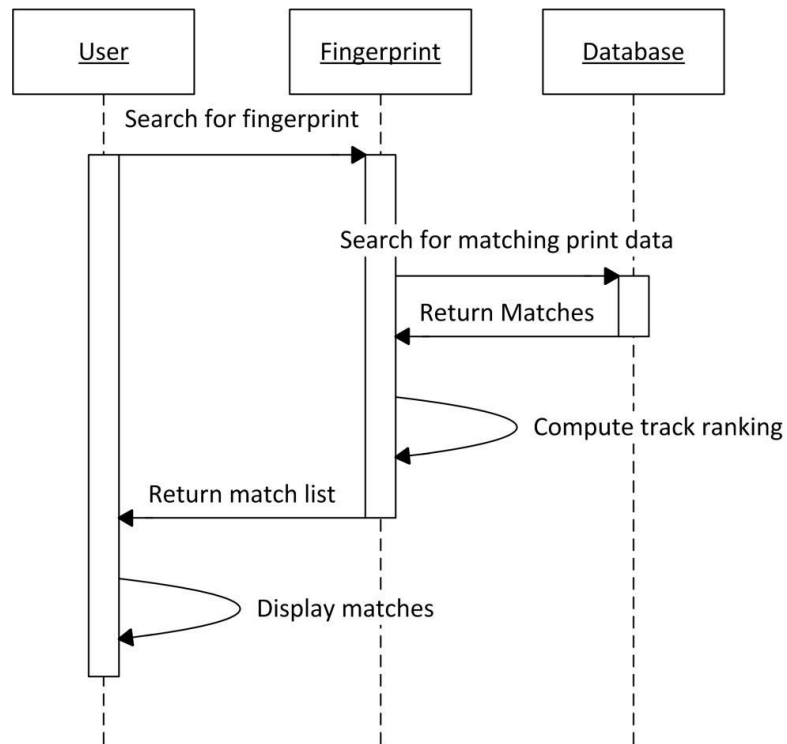 User
Fingerprint
Database
Search for fingerprint
Search for matching print data
Return Matches
Compute track ranking
Return match list
Display matches